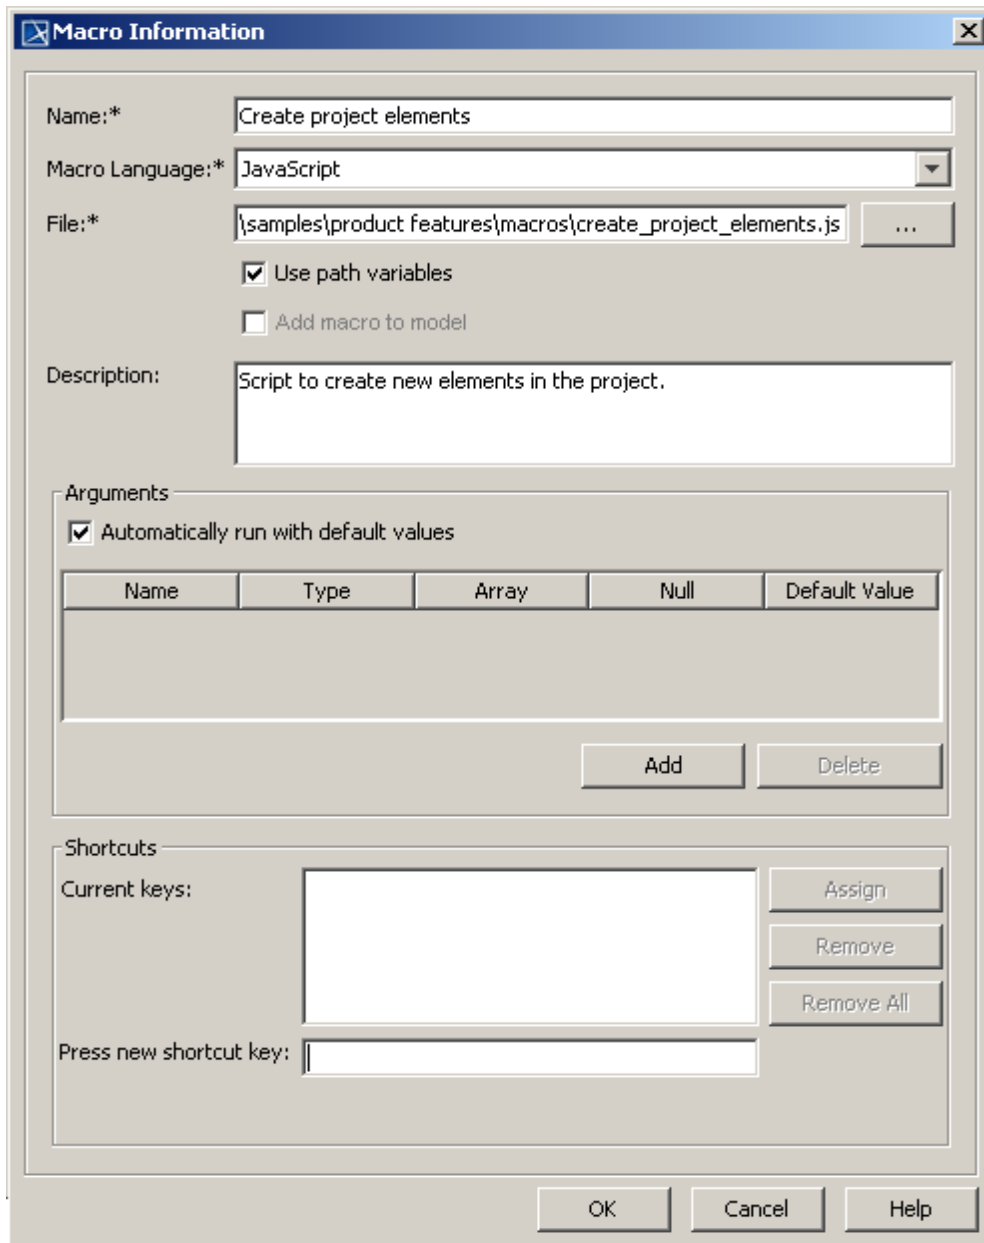 Macro Information
Name:* Create project elements
Macro Language:* JavaScript
File:* \samples\product features\macros\create_project_elements.js ...
Use path variables
Add macro to model
Description: Script to create new elements in the project.
Arguments
Automatically run with default values
Name Type Array Null Default Value
Add Delete
Shortcuts
Current keys: Assign
Remove
Remove All
Press new shortcut key:
OK Cancel Help